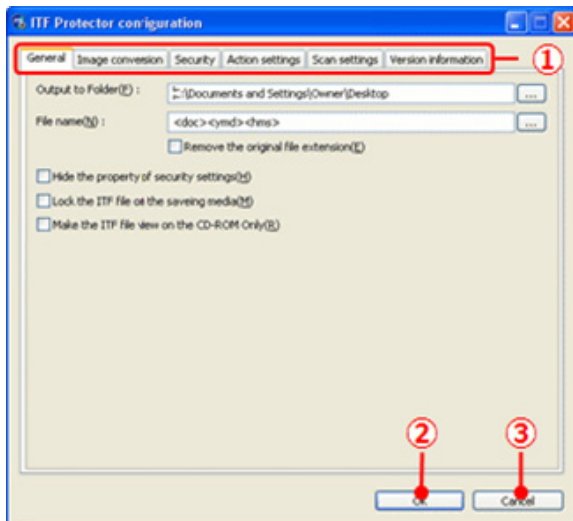 ITF Protector configuration
General Image conversion Security Action settings Scan settings Version information
①
Output to Folder(F) : :\Documents and Settings\Owner\Desktop ...
File name(N) : <doc><ymd><hms> ...
Remove the original file extension(E)
Hide the property of security settings(H)
Lock the ITF file ot the saveing media(M)
Make the ITF file view on the CD-ROM Only(R)
② ③
OK Cancel